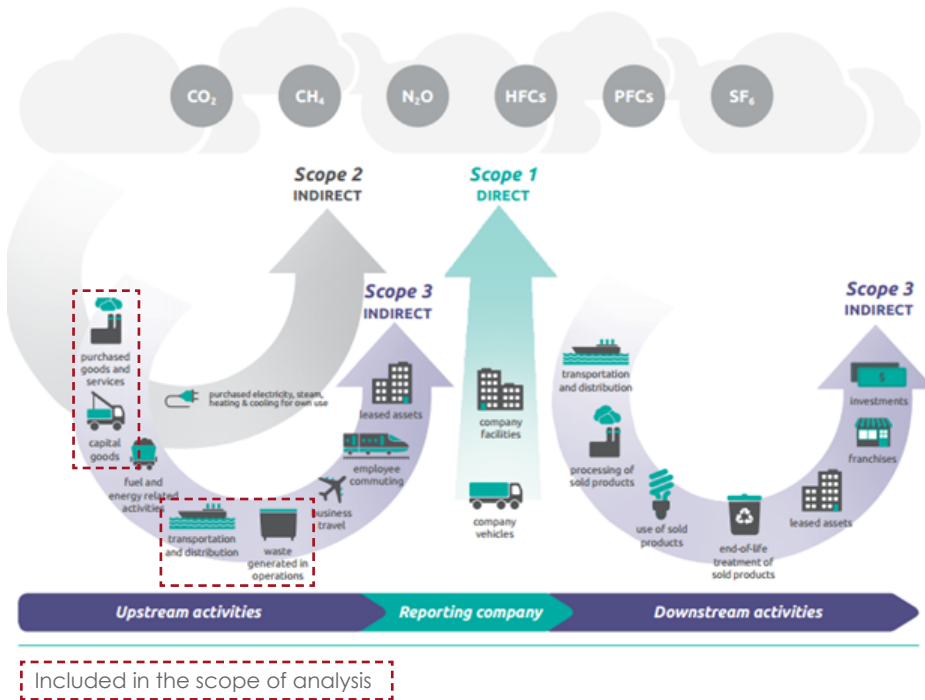 CO₂
CH₄
N₂O
HFCs
PFCs
SF₆
Scope 2
INDIRECT
Scope 1
DIRECT
Scope 3
INDIRECT
Scope 3
INDIRECT
purchased
goods and
services
capital
goods
fuel and
energy related
activities
transportation
and distribution
waste
generated in
operations
business
travel
employee
commuting
leased assets
purchased electricity, steam,
heating & cooling for own use
company
facilities
company
vehicles
transportation
and distribution
processing of
sold products
use of sold
products
end-of-life
treatment of
sold products
leased assets
franchises
investments
$
Upstream activities
Reporting company
Downstream activities
Included in the scope of analysis